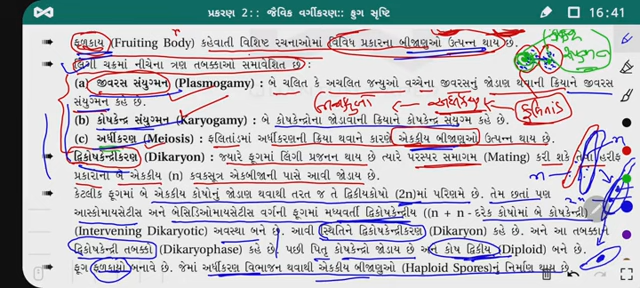 પ્રકરણ 2:: જૈવિક વર્ગીકરણ:: ફુગ સૃષ્ટિ 16:41
ફળકાય (Fruiting Body) કહેવાતી વિશિષ્ટ રચનાઓમાં વિવિધ પ્રકારના બીજાણુઓ ઉત્પન્ન થાય છે.
લિંગી ચક્રમાં નીચેના ત્રણ તબક્કાઓ સમાવેશિત છે:
(a) જીવરસ સંયુગ્મન (Plasmogamy) : બે ચલિત કે અચલિત જન્યુઓ વચ્ચેના જીવરસનું જોડાણ થવાની ક્રિયાને જીવરસ
સંયુગ્મન કહે છે.
(b) કોષકેન્દ્ર સંયુગ્મન (Karyogamy) : બે કોષકેન્દ્રોના જોડાવાની ક્રિયાને કોષકેન્દ્ર સંયુગ્મ કહે છે.
(c) અર્ધીકરણ (Meiosis) : ફલિતાંડમાં અર્ધીકરણની ક્રિયા થવાને કારણે એકકીય બીજાણુઓ ઉત્પન્ન થાય છે.
દ્વિકોષકેન્દ્રીકરણ (Dikaryon) : જ્યારે ફૂગમાં લિંગી પ્રજનન થાય છે ત્યારે પરસ્પર સમાગમ (Mating) કરી શકે તેવા હરીફ
પ્રકારોના બે એકકીય (n) કવકસૂત્ર એકબીજાની પાસે આવી જોડાય છે.
કેટલીક ફૂગમાં બે એકકીય કોષોનું જોડાણ થવાથી તરત જ તે દ્વિકીયકોષો (2n)માં પરિણમે છે. તેમ છતાં પણ
આસ્કોમાયસેટીસ અને બેસિડીઓમાયસેટીસ વર્ગની ફૂગમાં મધ્યવર્તી દ્વિકોષકેન્દ્રીય ((n + n - દરેક કોષોમાં બે કોષકેન્દ્રો)
(Intervening Dikaryotic) અવસ્થા બને છે. આવી સ્થિતિને દ્વિકોષકેન્દ્રીકરણ (Dikaryon) કહે છે. અને આ તબક્કાને
દ્વિકોષકેન્દ્રી તબક્કા (Dikaryophase) કહે છે. પછી પિતૃ કોષકેન્દ્રો જોડાય છે અને કોષ દ્વિકીય (Diploid) બને છે.
ફૂગ ફળકાયો બનાવે છે. જેમાં અર્ધીકરણ વિભાજન થવાથી એકકીય બીજાણુઓ (Haploid Spores)નું નિર્માણ થાય છે.
n
n
2n